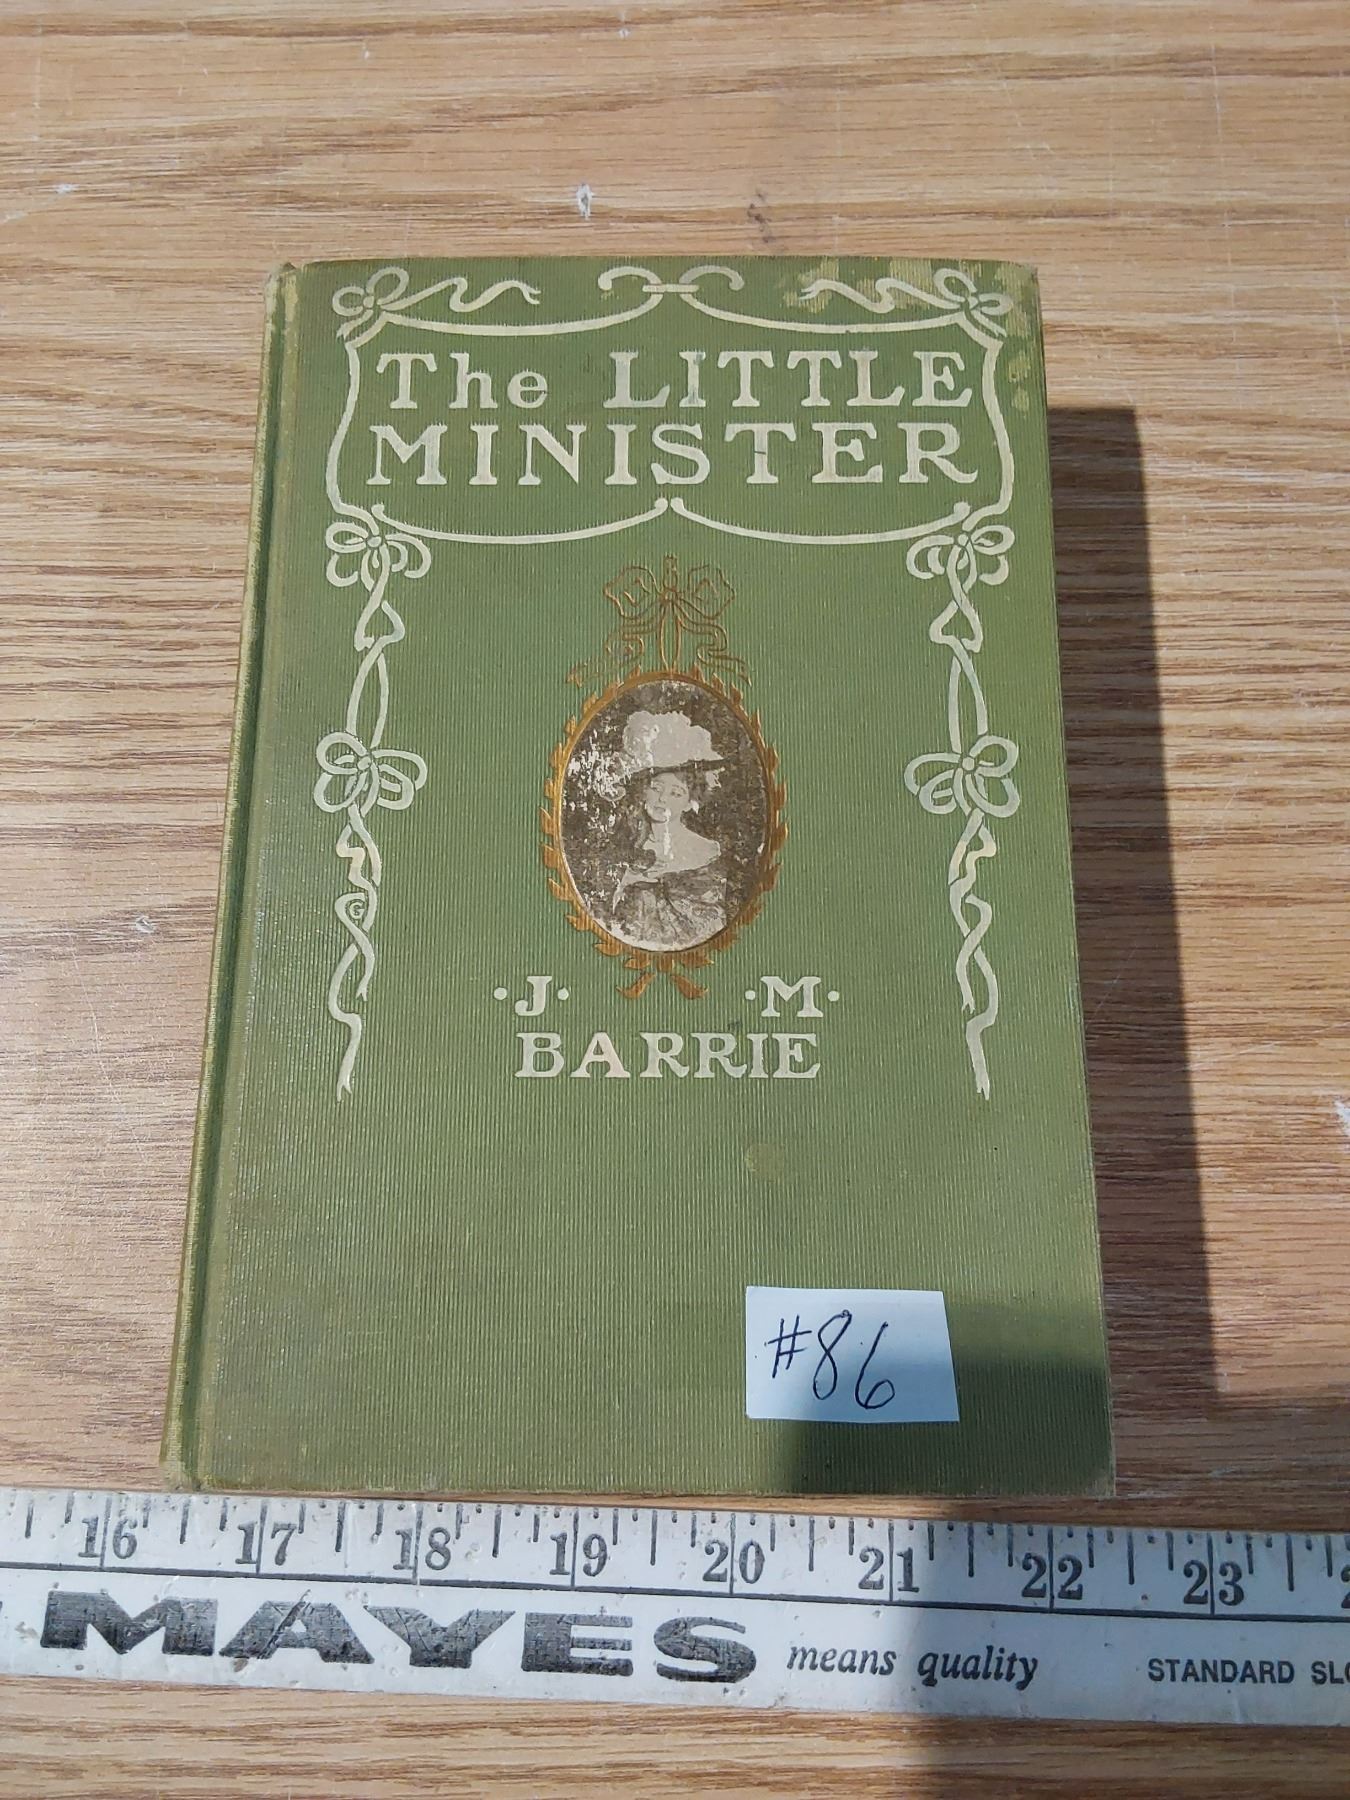 The LITTLE
MINISTER
·J· ·M·
BARRIE
#86
16 17 18 19 20 21 22 23
MAYES means quality STANDARD